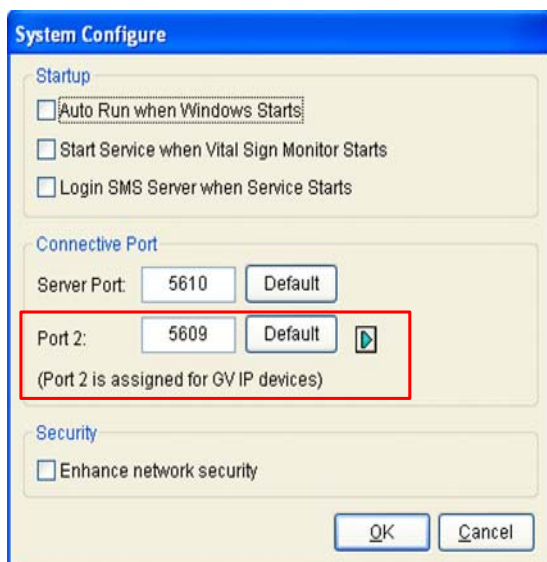 System Configure
Startup
Auto Run when Windows Starts
Start Service when Vital Sign Monitor Starts
Login SMS Server when Service Starts
Connective Port
Server Port: 5610 Default
Port 2: 5609 Default
(Port 2 is assigned for GV IP devices)
Security
Enhance network security
OK Cancel